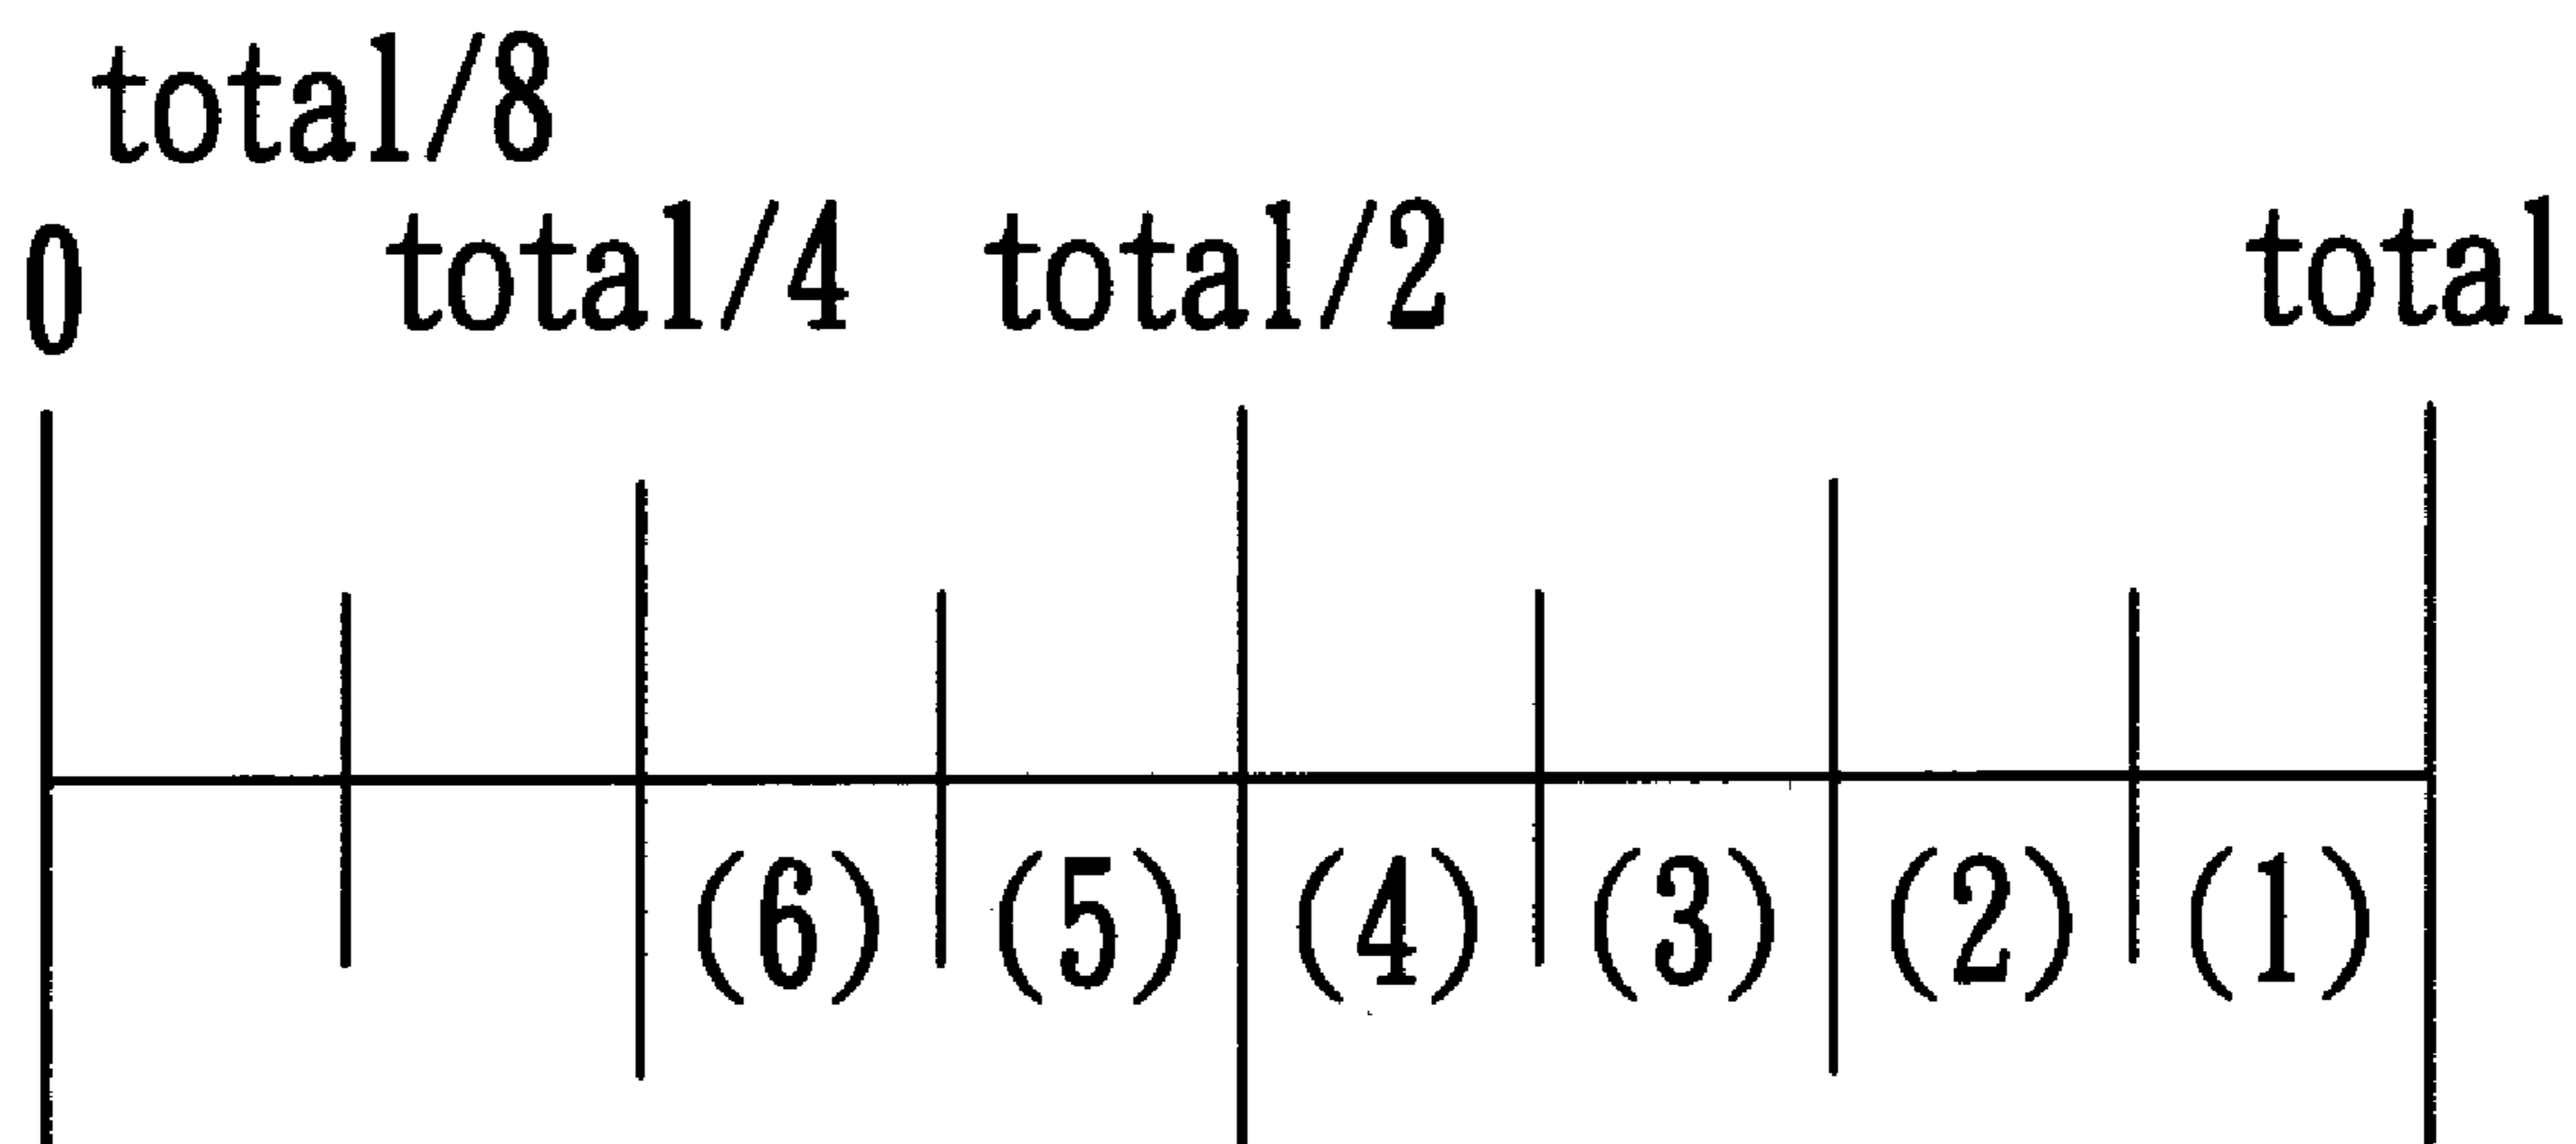 total/8
0 total/4 total/2 total
(6) (5) (4) (3) (2) (1)